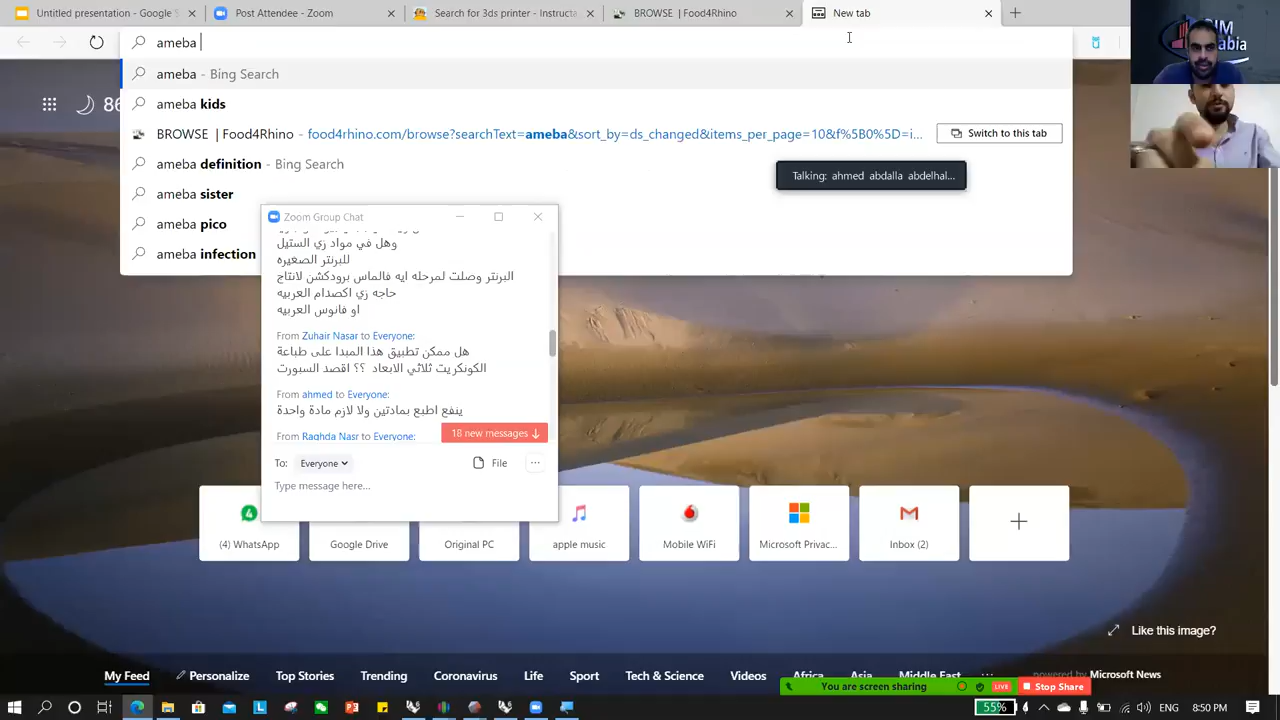 Untitled presentation - Google S
Post Attendee - Zoom
Search for 3ds printer - Instructa
BROWSE | Food4Rhino
New tab
ameba
ameba - Bing Search
ameba kids
BROWSE | Food4Rhino - food4rhino.com/browse?searchText=ameba&sort_by=ds_changed&items_per_page=10&f%5B0%5D=i...
Switch to this tab
ameba definition - Bing Search
Talking: ahmed abdalla abdelhal...
ameba sister
ameba pico
ameba infection
86
Zoom Group Chat
وهل في مواد زي الستيل
للبرنتر الصغيره
البرنتر وصلت لمرحله ايه فالماس برودكشن لانتاج
حاجه زي اكصدام العربيه
او فانوس العربيه
From Zuhair Nasar to Everyone:
هل ممكن تطبيق هذا المبدا على طباعة
الكونكريت ثلاثي الابعاد ؟؟ اقصد السبورت
From ahmed to Everyone:
ينفع اطبع بمادتين ولا لازم مادة واحدة
From Raghda Nasr to Everyone:
18 new messages
To: Everyone
File
Type message here...
(4) WhatsApp
Google Drive
Original PC
apple music
Mobile WiFi
Microsoft Privac...
Inbox (2)
Like this image?
My Feed
Personalize
Top Stories
Trending
Coronavirus
Life
Sport
Tech & Science
Videos
Africa
Asia
Middle East
powered by Microsoft News
You are screen sharing
LIVE
Stop Share
55%
ENG
8:50 PM